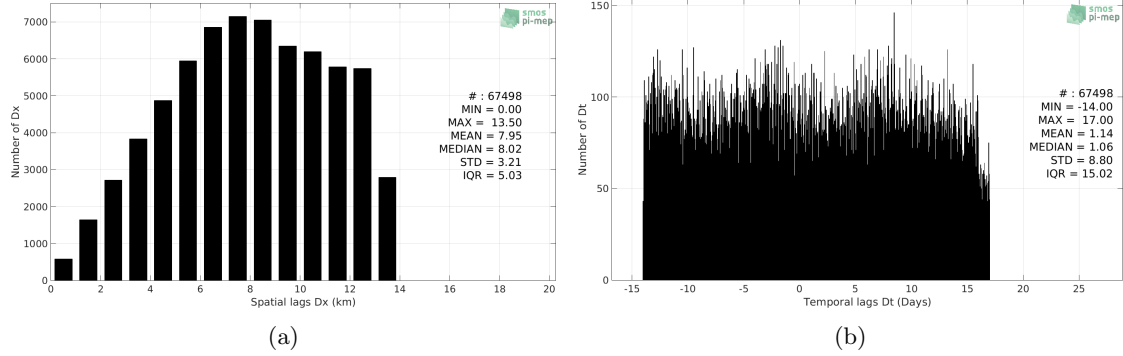 7000
6000
5000
4000
3000
2000
1000
0
Number of Dx
0 2 4 6 8 10 12 14 16 18 20
Spatial lags Dx (km)
smos
pi-mep
# : 67498
MIN = 0.00
MAX = 13.50
MEAN = 7.95
MEDIAN = 8.02
STD = 3.21
IQR = 5.03
(a)
150
100
50
0
Number of Dt
-15 -10 -5 0 5 10 15 20 25
Temporal lags Dt (Days)
smos
pi-mep
# : 67498
MIN = -14.00
MAX = 17.00
MEAN = 1.14
MEDIAN = 1.06
STD = 8.80
IQR = 15.02
(b)